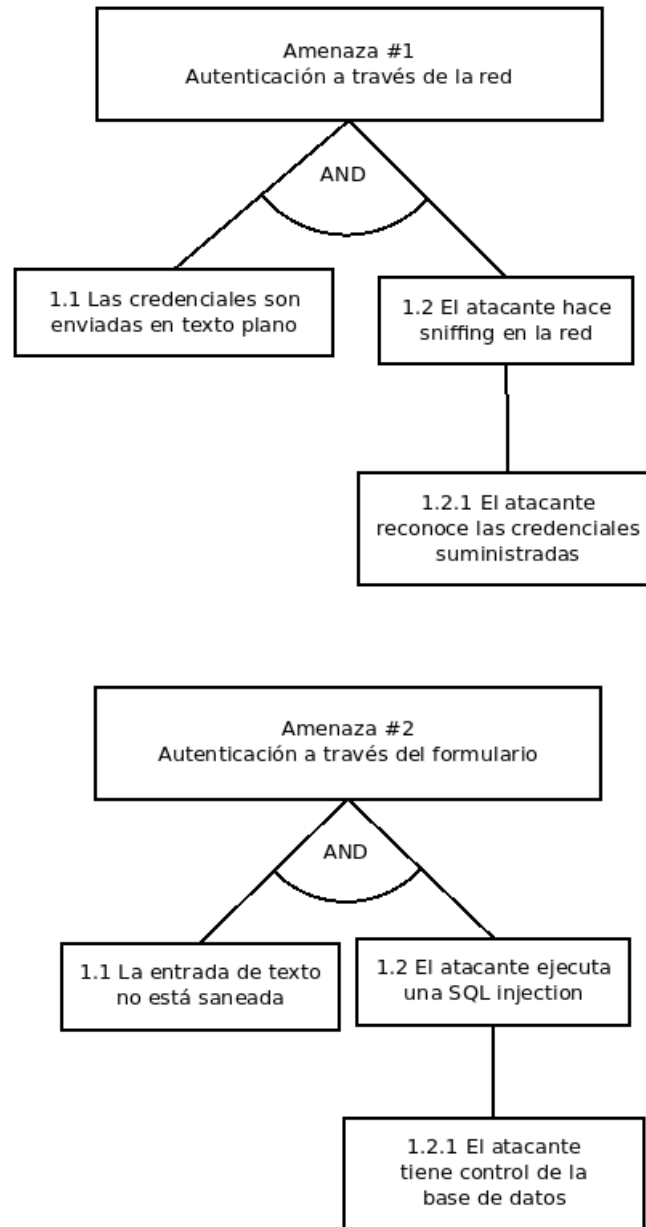 Amenaza #1
Autenticación a través de la red
AND
1.1 Las credenciales son
enviadas en texto plano
1.2 El atacante hace
sniffing en la red
1.2.1 El atacante
reconoce las credenciales
suministradas
Amenaza #2
Autenticación a través del formulario
AND
1.1 La entrada de texto
no está saneada
1.2 El atacante ejecuta
una SQL injection
1.2.1 El atacante
tiene control de la
base de datos